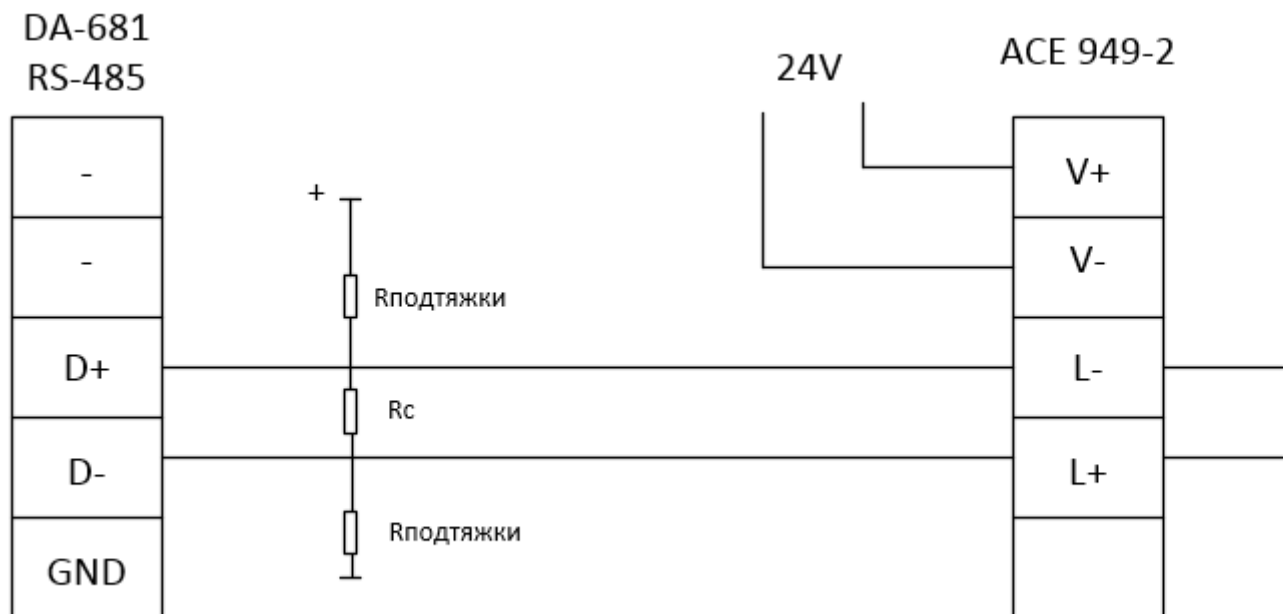 DA-681
RS-485
24V
ACE 949-2
-
V+
+
-
V-
Rподтяжки
D+
L-
Rc
D-
L+
Rподтяжки
GND